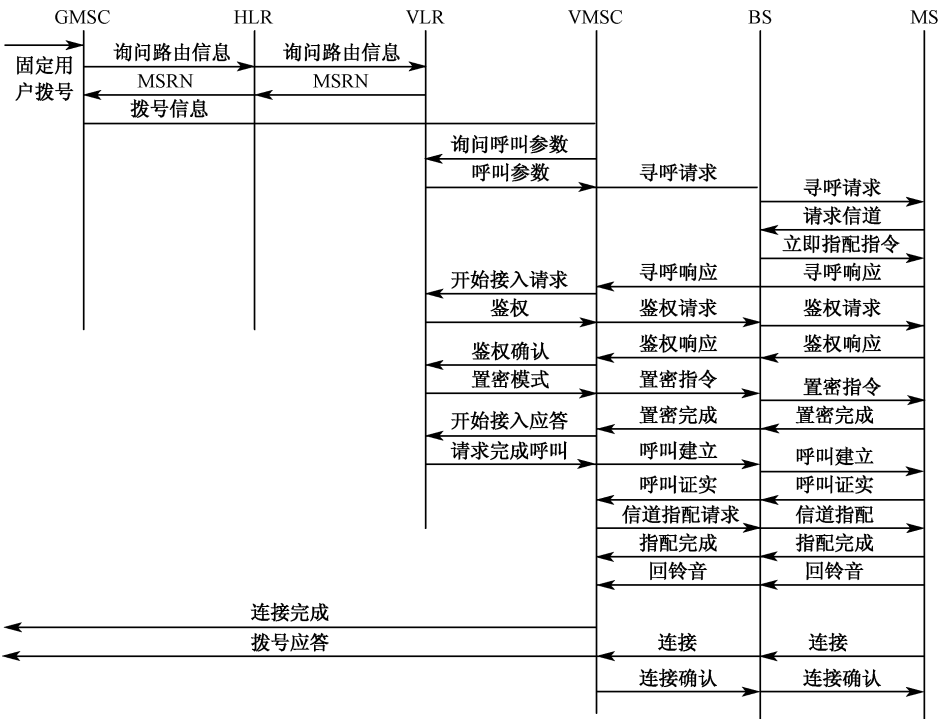 GMSC HLR VLR VMSC BS MS
固定用
户拨号
询问路由信息 询问路由信息
MSRN MSRN
拨号信息
询问呼叫参数
呼叫参数 寻呼请求
寻呼请求
请求信道
立即指配指令
开始接入请求 寻呼响应 寻呼响应
鉴权 鉴权请求 鉴权请求
鉴权确认 鉴权响应 鉴权响应
置密模式 置密指令 置密指令
开始接入应答 置密完成 置密完成
请求完成呼叫 呼叫建立 呼叫建立
呼叫证实 呼叫证实
信道指配请求 信道指配
指配完成 指配完成
回铃音 回铃音
连接完成
拨号应答 连接 连接
连接确认 连接确认